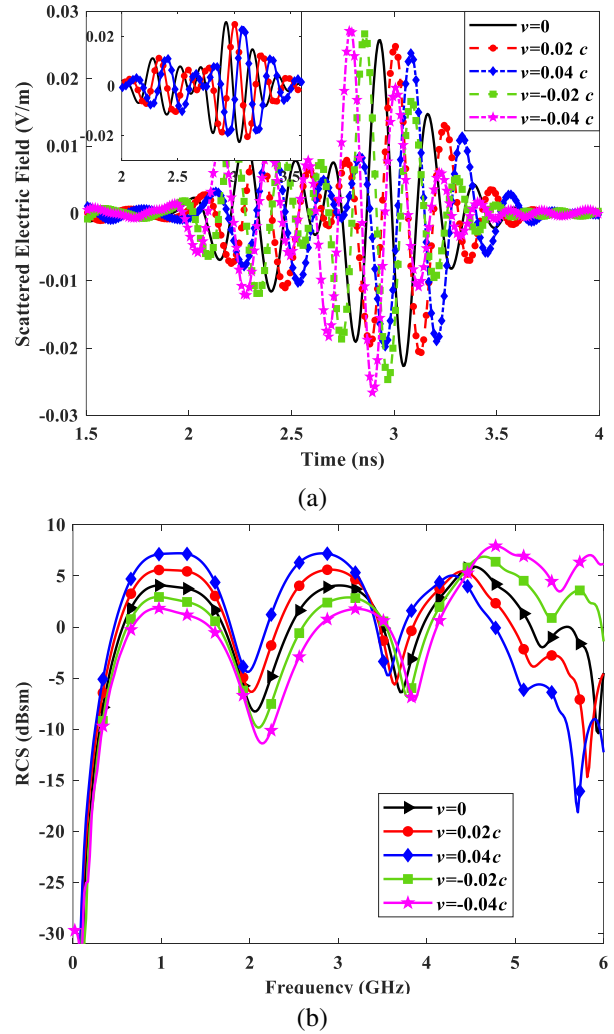 0.03
0.02
0.01
0
-0.01
-0.02
-0.03
Scattered Electric Field (V/m)
0.02
0
-0.02
2
2.5
3
3.5
v=0
v=0.02 c
v=0.04 c
v=-0.02 c
v=-0.04 c
1.5
2
2.5
3
3.5
4
Time (ns)
(a)
10
5
0
-5
-10
-15
-20
-25
-30
RCS (dBsm)
v=0
v=0.02c
v=0.04c
v=-0.02c
v=-0.04c
0
1
2
3
4
5
6
Frequency (GHz)
(b)